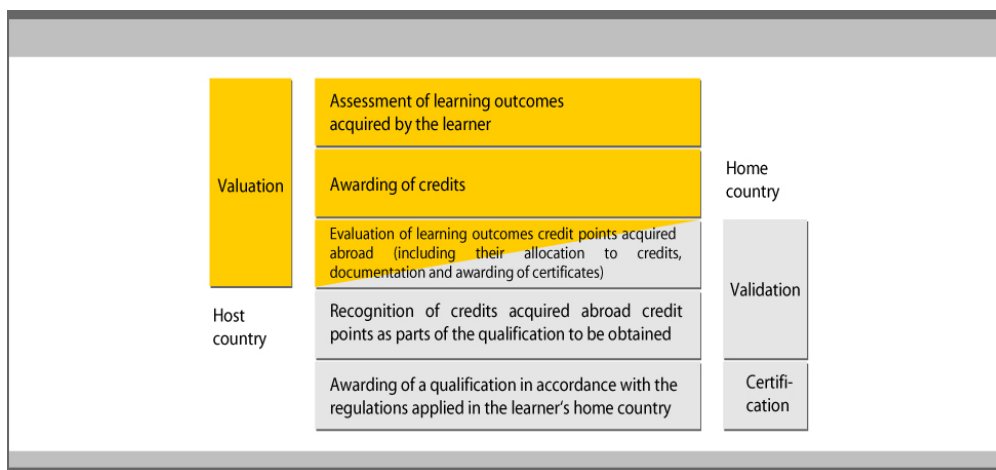 Assessment of learning outcomes
acquired by the learner
Valuation
Awarding of credits
Home
country
Evaluation of learning outcomes credit points acquired
abroad (including their allocation to credits,
documentation and awarding of certificates)
Validation
Host
country
Recognition of credits acquired abroad credit
points as parts of the qualification to be obtained
Awarding of a qualification in accordance with the
regulations applied in the learner's home country
Certifi-
cation